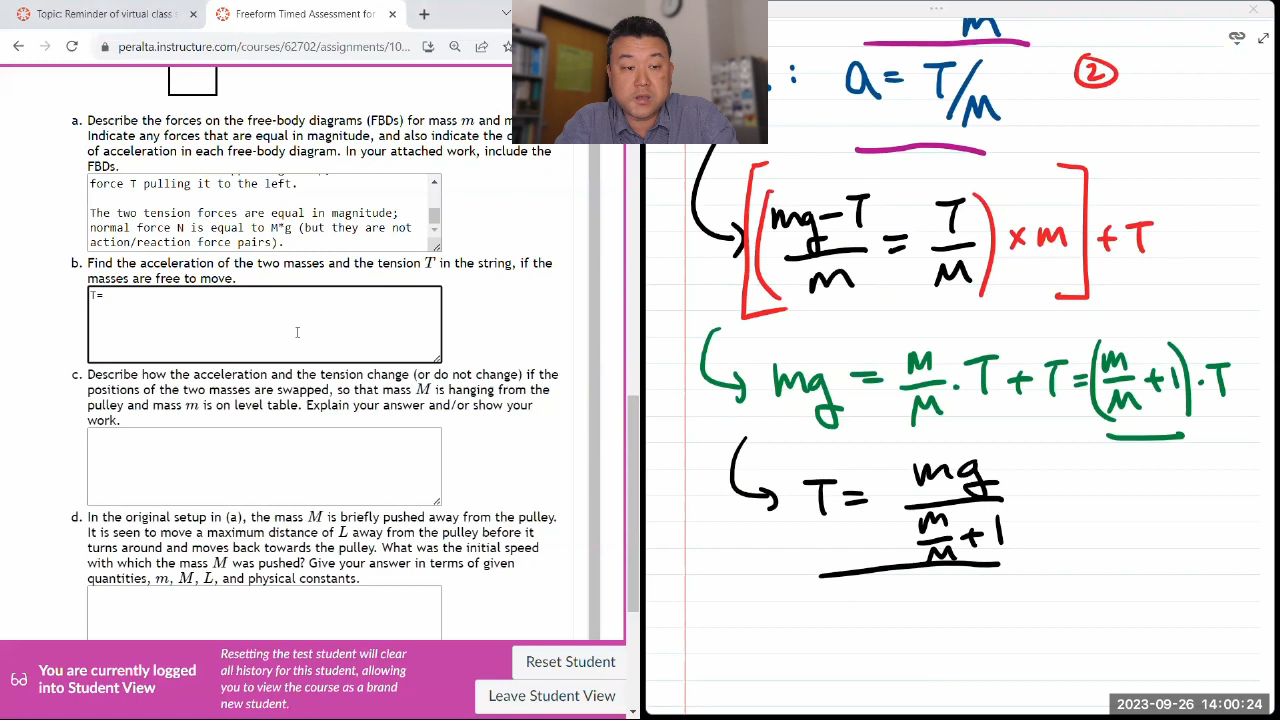 Topic: Reminder of virtual class s
Freeform Timed Assessment for
peralta.instructure.com/courses/62702/assignments/10...
a. Describe the forces on the free-body diagrams (FBDs) for mass m and m
Indicate any forces that are equal in magnitude, and also indicate the d
of acceleration in each free-body diagram. In your attached work, include the
FBDs.
force T pulling it to the left.
The two tension forces are equal in magnitude;
normal force N is equal to M*g (but they are not
action/reaction force pairs).
b. Find the acceleration of the two masses and the tension T in the string, if the
masses are free to move.
T=
c. Describe how the acceleration and the tension change (or do not change) if the
positions of the two masses are swapped, so that mass M is hanging from the
pulley and mass m is on level table. Explain your answer and/or show your
work.
d. In the original setup in (a), the mass M is briefly pushed away from the pulley.
It is seen to move a maximum distance of L away from the pulley before it
turns around and moves back towards the pulley. What was the initial speed
with which the mass M was pushed? Give your answer in terms of given
quantities, m, M, L, and physical constants.
You are currently logged
into Student View
Resetting the test student will clear
all history for this student, allowing
you to view the course as a brand
new student.
Reset Student
Leave Student View
m
: a = T/M ②
[((mg-T)/m = T/M) × m] + T
mg = m/M · T + T = (m/M + 1) · T
T = mg/(m/M + 1)
2023-09-26 14:00:24